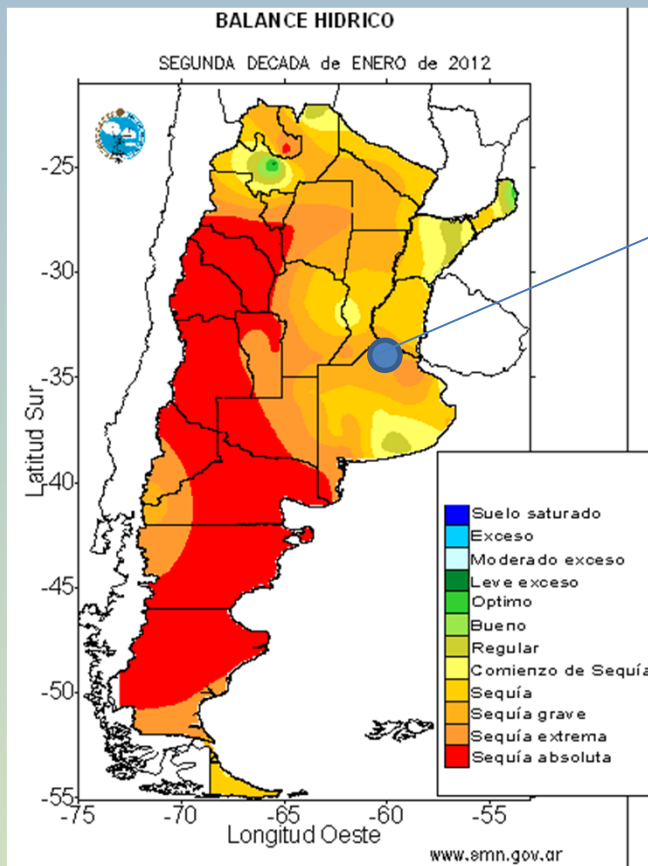 BALANCE HIDRICO
SEGUNDA DECADA de ENERO de 2012
-25
-30
-35
-40
-45
-50
-55
Latitud Sur
-75
-70
-65
-60
-55
Longitud Oeste
Suelo saturado
Exceso
Moderado exceso
Leve exceso
Optimo
Bueno
Regular
Comienzo de Sequía
Sequía
Sequía grave
Sequía extrema
Sequía absoluta
www.smn.gov.ar